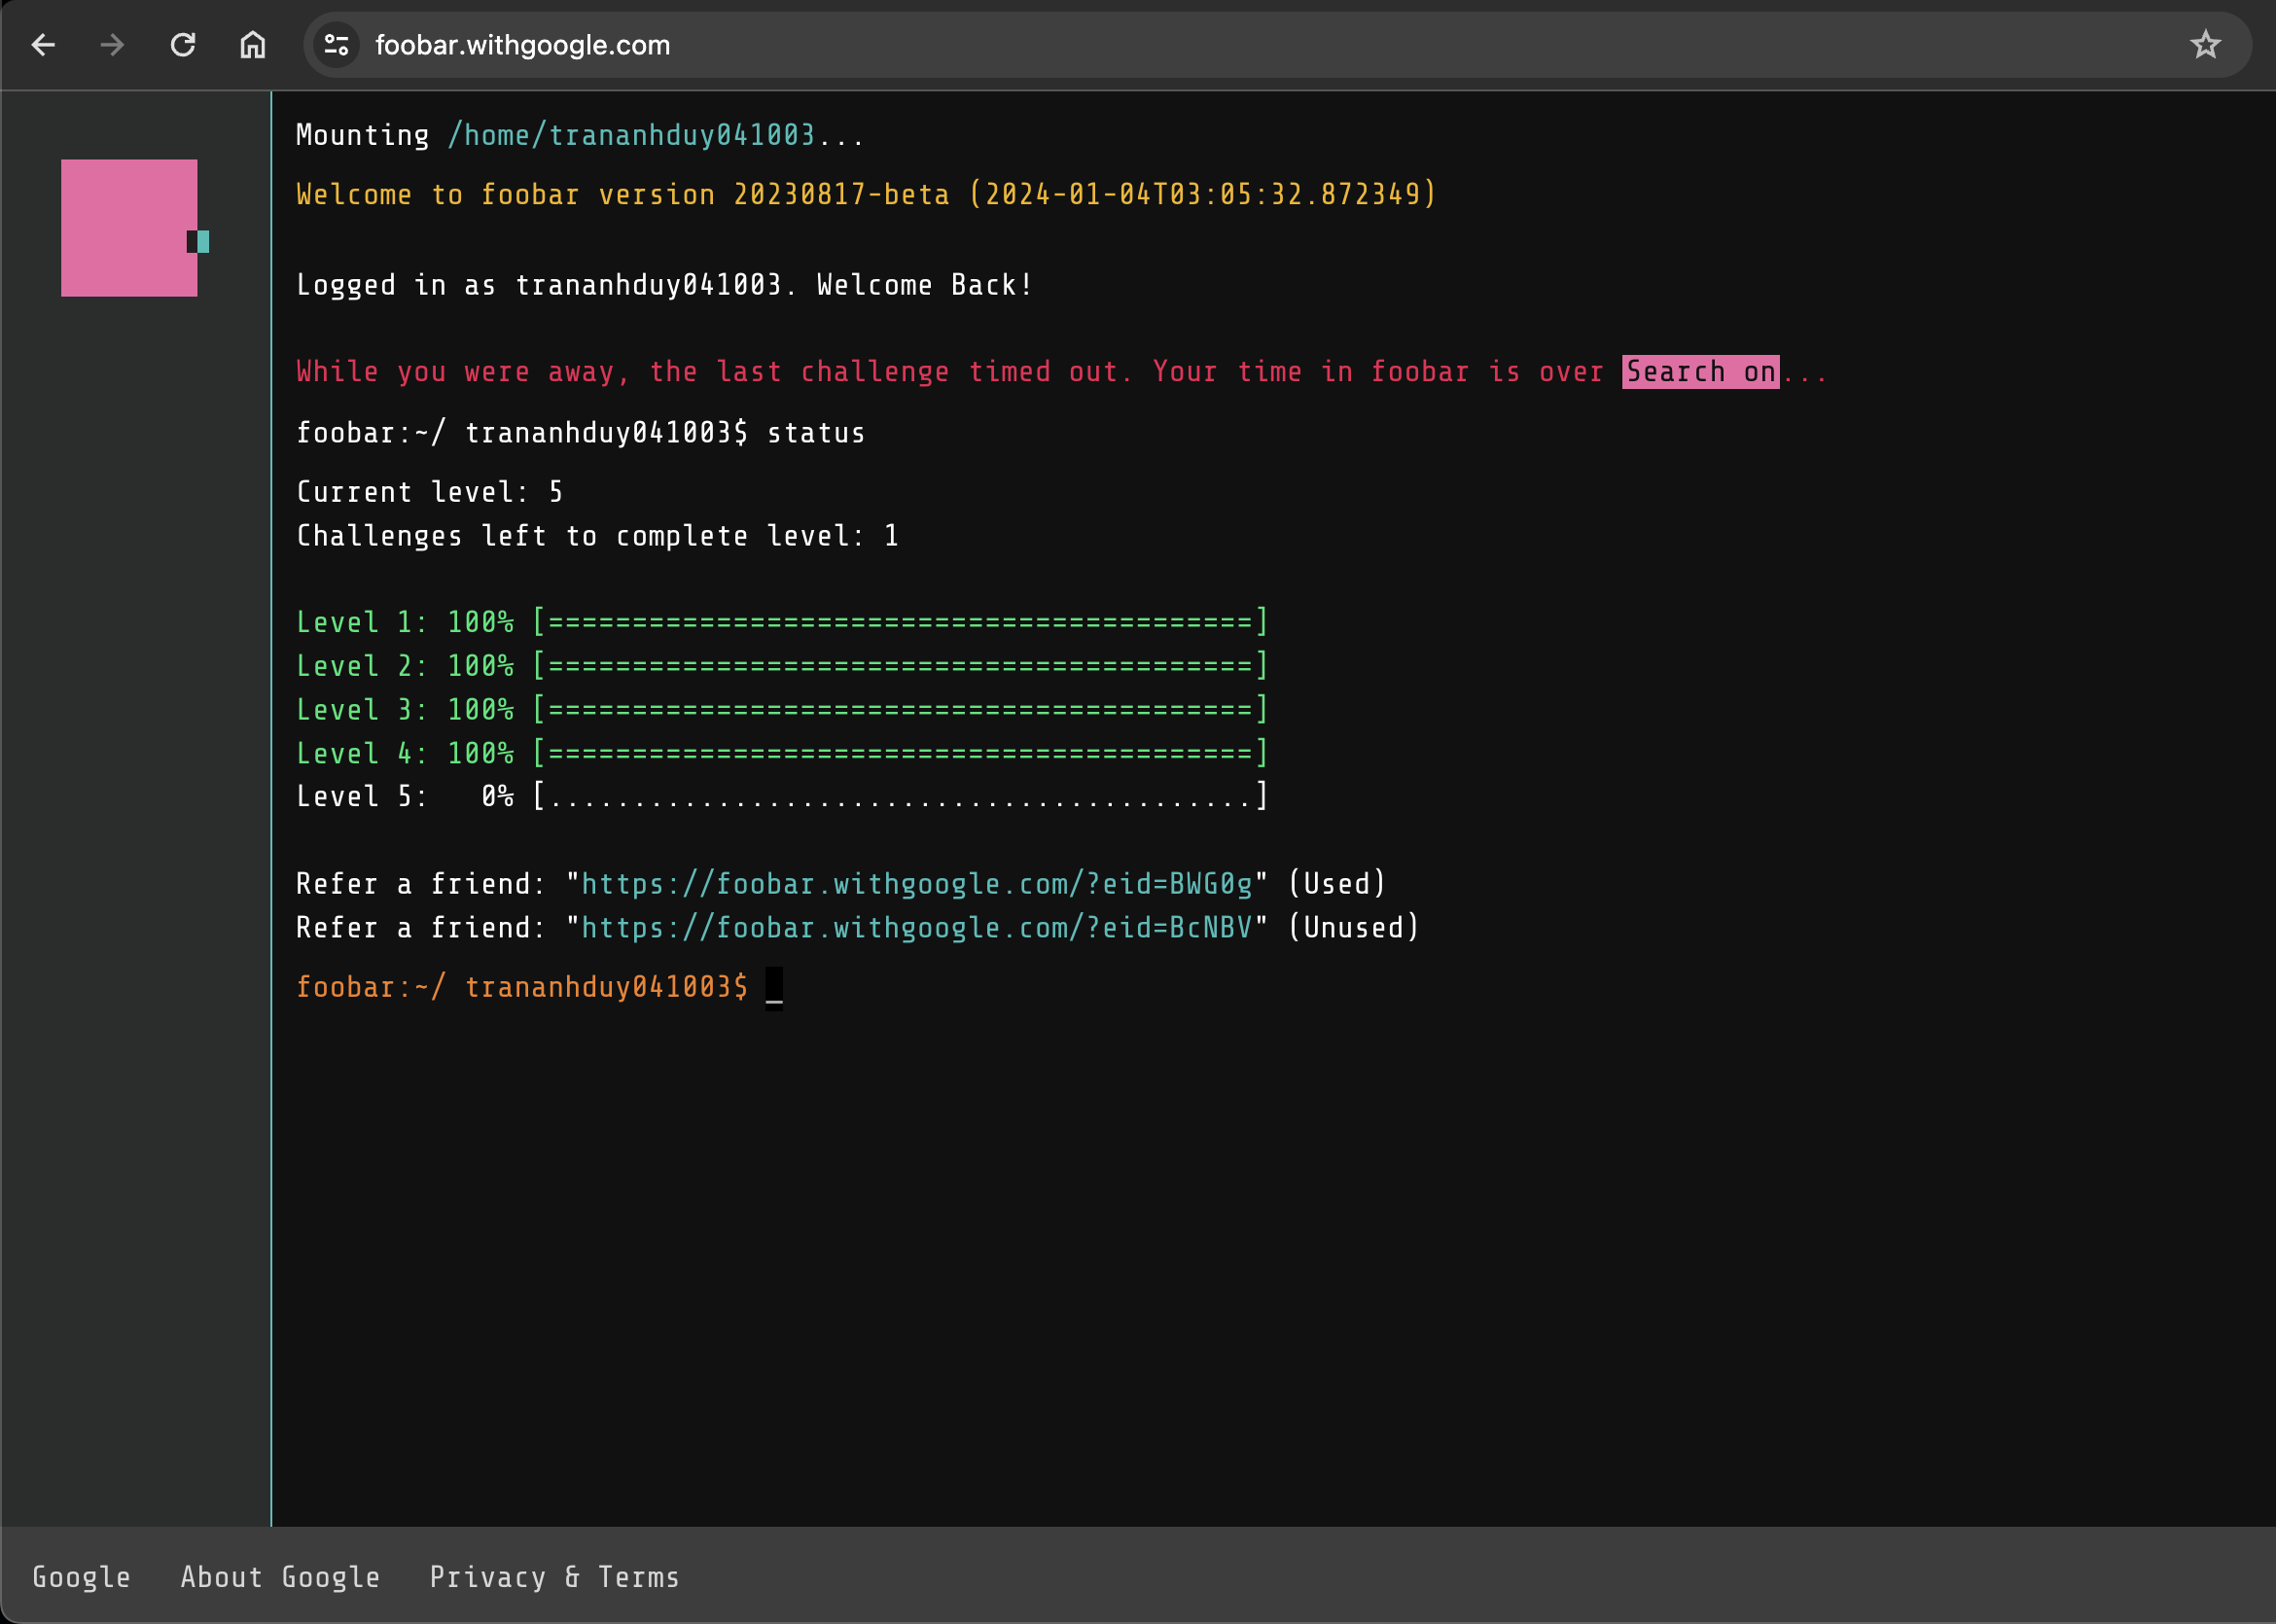 foobar.withgoogle.com
Mounting /home/trananhduy041003...
Welcome to foobar version 20230817-beta (2024-01-04T03:05:32.872349)
Logged in as trananhduy041003. Welcome Back!
While you were away, the last challenge timed out. Your time in foobar is over Search on...
foobar:~/ trananhduy041003$ status
Current level: 5
Challenges left to complete level: 1
Level 1: 100% [==========================================]
Level 2: 100% [==========================================]
Level 3: 100% [==========================================]
Level 4: 100% [==========================================]
Level 5:   0% [..........................................]
Refer a friend: "https://foobar.withgoogle.com/?eid=BWG0g" (Used)
Refer a friend: "https://foobar.withgoogle.com/?eid=BcNBV" (Unused)
foobar:~/ trananhduy041003$ _
Google About Google Privacy & Terms